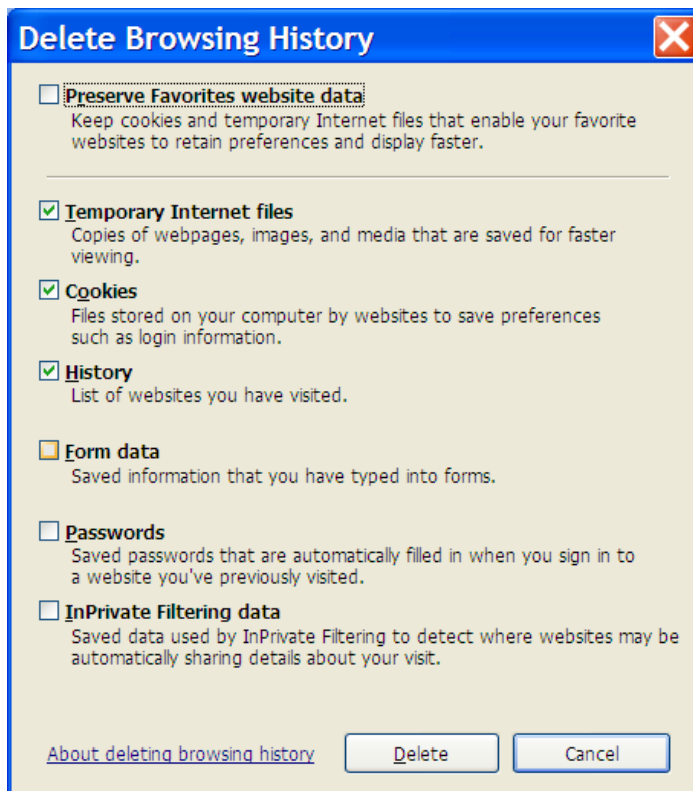 Delete Browsing History
Preserve Favorites website data
Keep cookies and temporary Internet files that enable your favorite
websites to retain preferences and display faster.
Temporary Internet files
Copies of webpages, images, and media that are saved for faster
viewing.
Cookies
Files stored on your computer by websites to save preferences
such as login information.
History
List of websites you have visited.
Form data
Saved information that you have typed into forms.
Passwords
Saved passwords that are automatically filled in when you sign in to
a website you've previously visited.
InPrivate Filtering data
Saved data used by InPrivate Filtering to detect where websites may be
automatically sharing details about your visit.
About deleting browsing history Delete Cancel